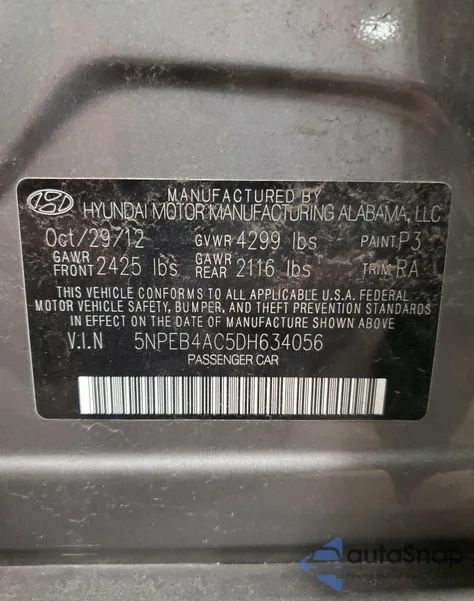 MANUFACTURED BY
HYUNDAI MOTOR MANUFACTURING ALABAMA, LLC
Oct/29/12 GVWR 4299 lbs PAINT P3
GAWR FRONT 2425 lbs GAWR REAR 2116 lbs TRIM RA
THIS VEHICLE CONFORMS TO ALL APPLICABLE U.S.A. FEDERAL
MOTOR VEHICLE SAFETY, BUMPER, AND THEFT PREVENTION STANDARDS
IN EFFECT ON THE DATE OF MANUFACTURE SHOWN ABOVE
V.I.N 5NPEB4AC5DH634056
PASSENGER CAR
autoSnap